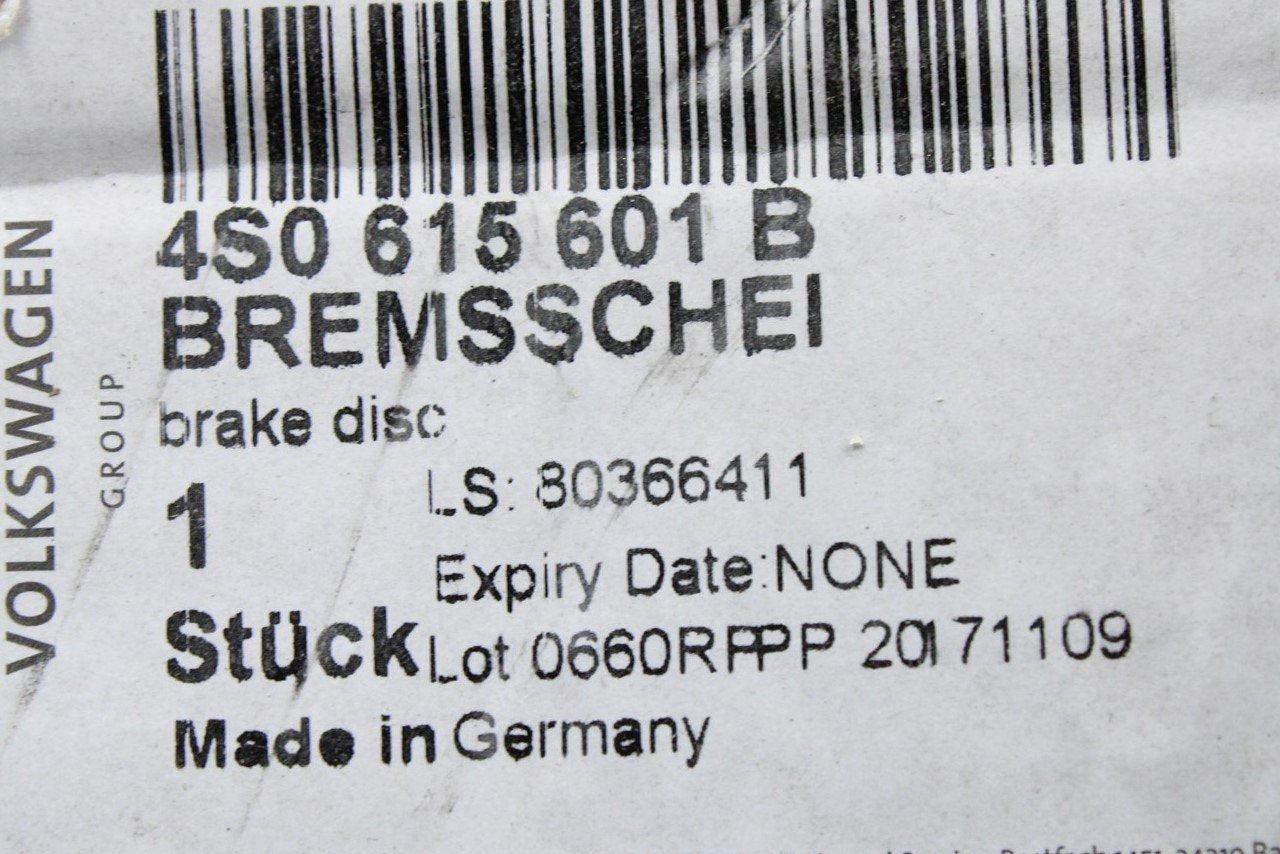 VOLKSWAGEN
GROUP
4S0 615 601 B
BREMSSCHEI
brake disc
1
LS: 80366411
Expiry Date:NONE
Stück
Lot 0660RPPP 20171109
Made in Germany